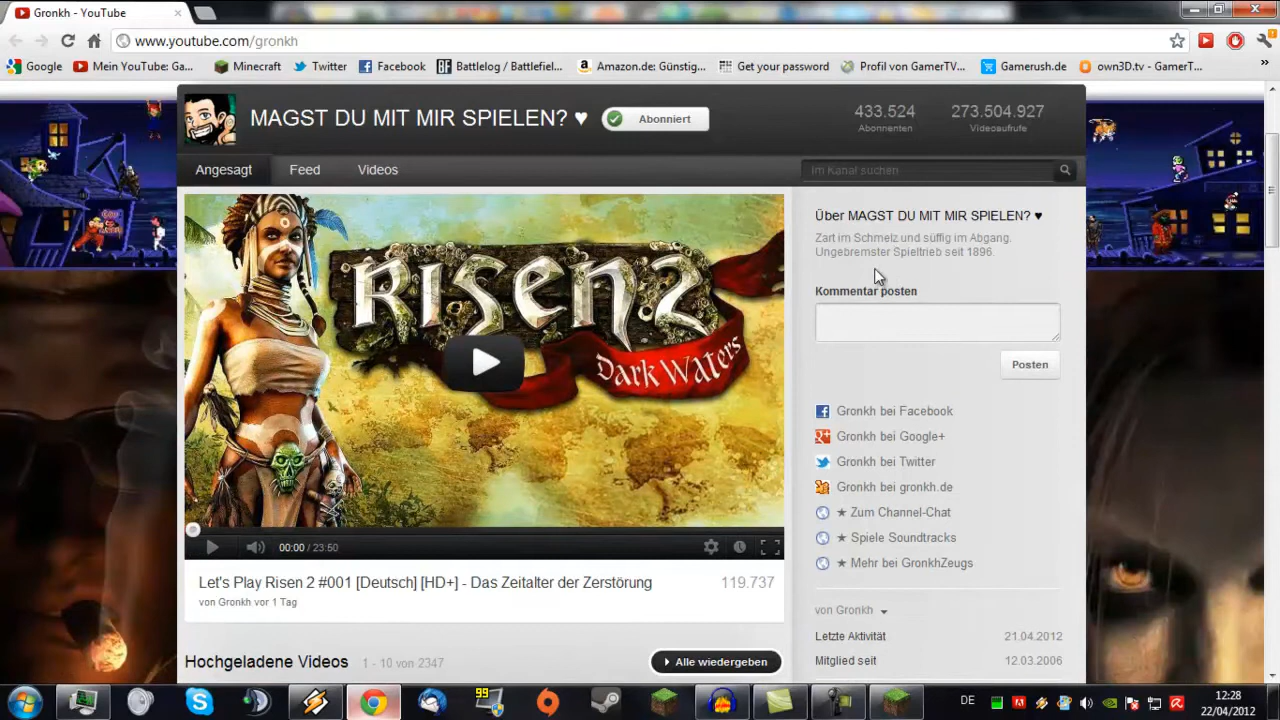 Gronkh - YouTube
www.youtube.com/gronkh
Google
Mein YouTube: Ga...
Minecraft
Twitter
Facebook
Battlelog / Battlefiel...
Amazon.de: Günstig...
Get your password
Profil von GamerTV...
Gamerush.de
own3D.tv - GamerT...
MAGST DU MIT MIR SPIELEN? ♥
Abonniert
433.524
Abonnenten
273.504.927
Videoaufrufe
Angesagt
Feed
Videos
Im Kanal suchen
RISEN 2
DARK WATERS
00:00 / 23:50
Let's Play Risen 2 #001 [Deutsch] [HD+] - Das Zeitalter der Zerstörung
119.737
von Gronkh vor 1 Tag
Hochgeladene Videos
1 - 10 von 2347
Alle wiedergeben
Über MAGST DU MIT MIR SPIELEN? ♥
Zart im Schmelz und süffig im Abgang.
Ungebremster Spieltrieb seit 1896.
Kommentar posten
Posten
Gronkh bei Facebook
Gronkh bei Google+
Gronkh bei Twitter
Gronkh bei gronkh.de
★ Zum Channel-Chat
★ Spiele Soundtracks
★ Mehr bei GronkhZeugs
von Gronkh
Letzte Aktivität
21.04.2012
Mitglied seit
12.03.2006
99
DE
12:28
22/04/2012